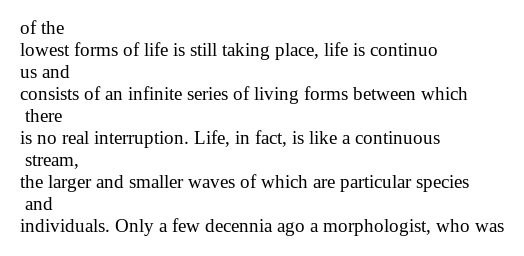 of the
lowest forms of life is still taking place, life is continuo
us and
consists of an infinite series of living forms between which
there
is no real interruption. Life, in fact, is like a continuous
stream,
the larger and smaller waves of which are particular species
and
individuals. Only a few decennia ago a morphologist, who was